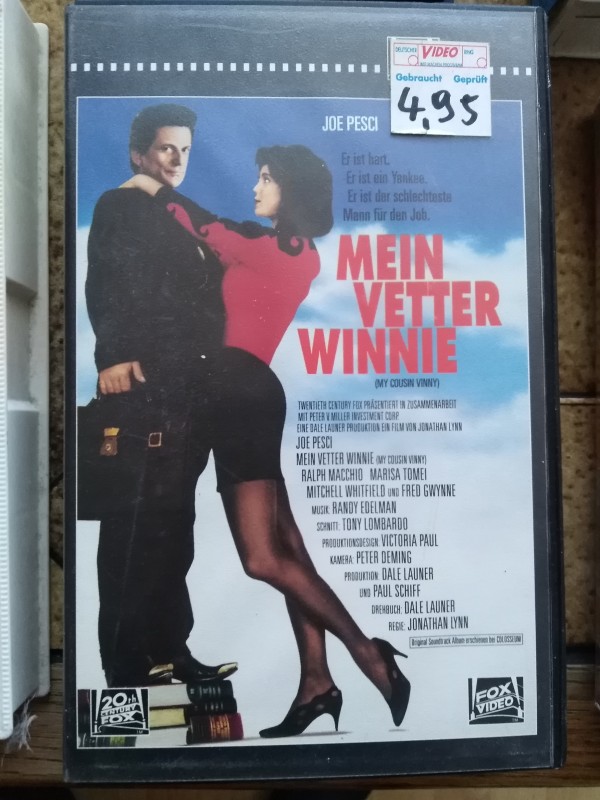 DEUTSCHER VIDEO RING
Gebraucht Geprüft
4,95
JOE PESCI
Er ist hart.
Er ist ein Yankee.
Er ist der schlechteste
Mann für den Job.
MEIN
VETTER
WINNIE
(MY COUSIN VINNY)
TWENTIETH CENTURY FOX PRÄSENTIERT IN ZUSAMMENARBEIT
MIT PETER V. MILLER INVESTMENT CORP.
EINE DALE LAUNER PRODUKTION EIN FILM VON JONATHAN LYNN
JOE PESCI
MEIN VETTER WINNIE (MY COUSIN VINNY)
RALPH MACCHIO MARISA TOMEI
MITCHELL WHITFIELD UND FRED GWYNNE
MUSIK: RANDY EDELMAN
SCHNITT: TONY LOMBARDO
PRODUKTIONSDESIGN: VICTORIA PAUL
KAMERA: PETER DEMING
PRODUKTION: DALE LAUNER
UND PAUL SCHIFF
DREHBUCH: DALE LAUNER
REGIE: JONATHAN LYNN
Original Soundtrack Album erschienen bei COLOSSEUM
20th
CENTURY
FOX
FOX
VIDEO